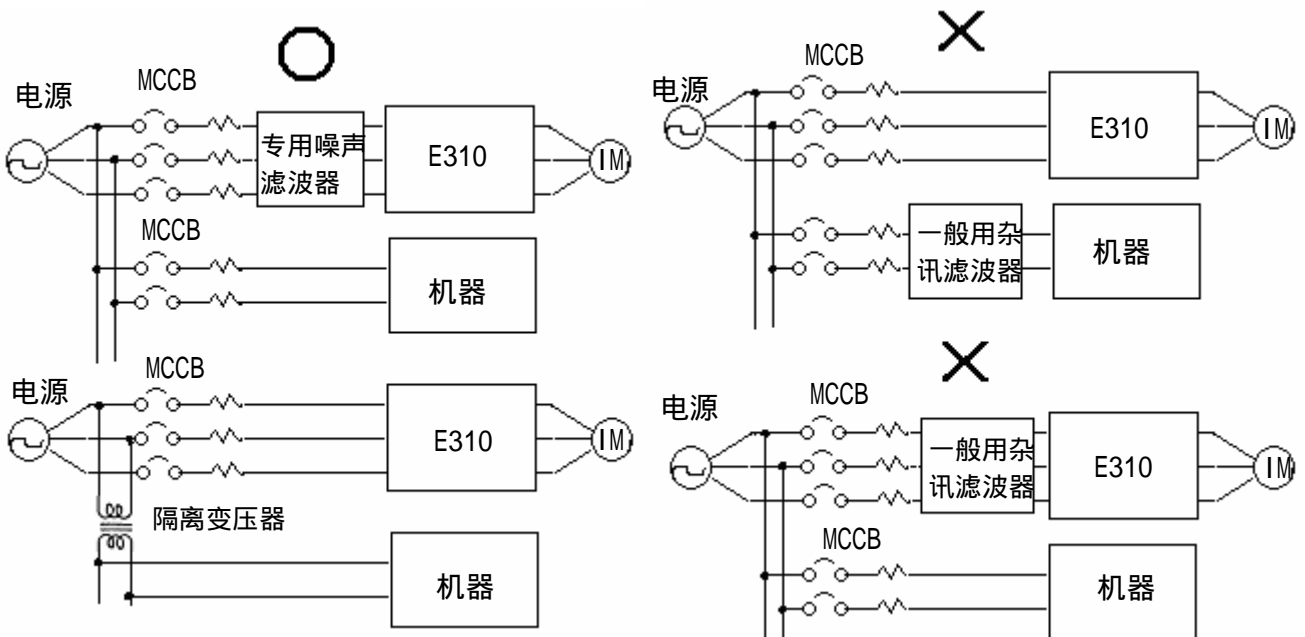 MCCB
电源
专用噪声
滤波器
E310
IM
MCCB
机器
MCCB
电源
E310
IM
隔离变压器
机器
MCCB
电源
E310
IM
一般用杂
讯滤波器
机器
MCCB
电源
一般用杂
讯滤波器
E310
IM
MCCB
机器